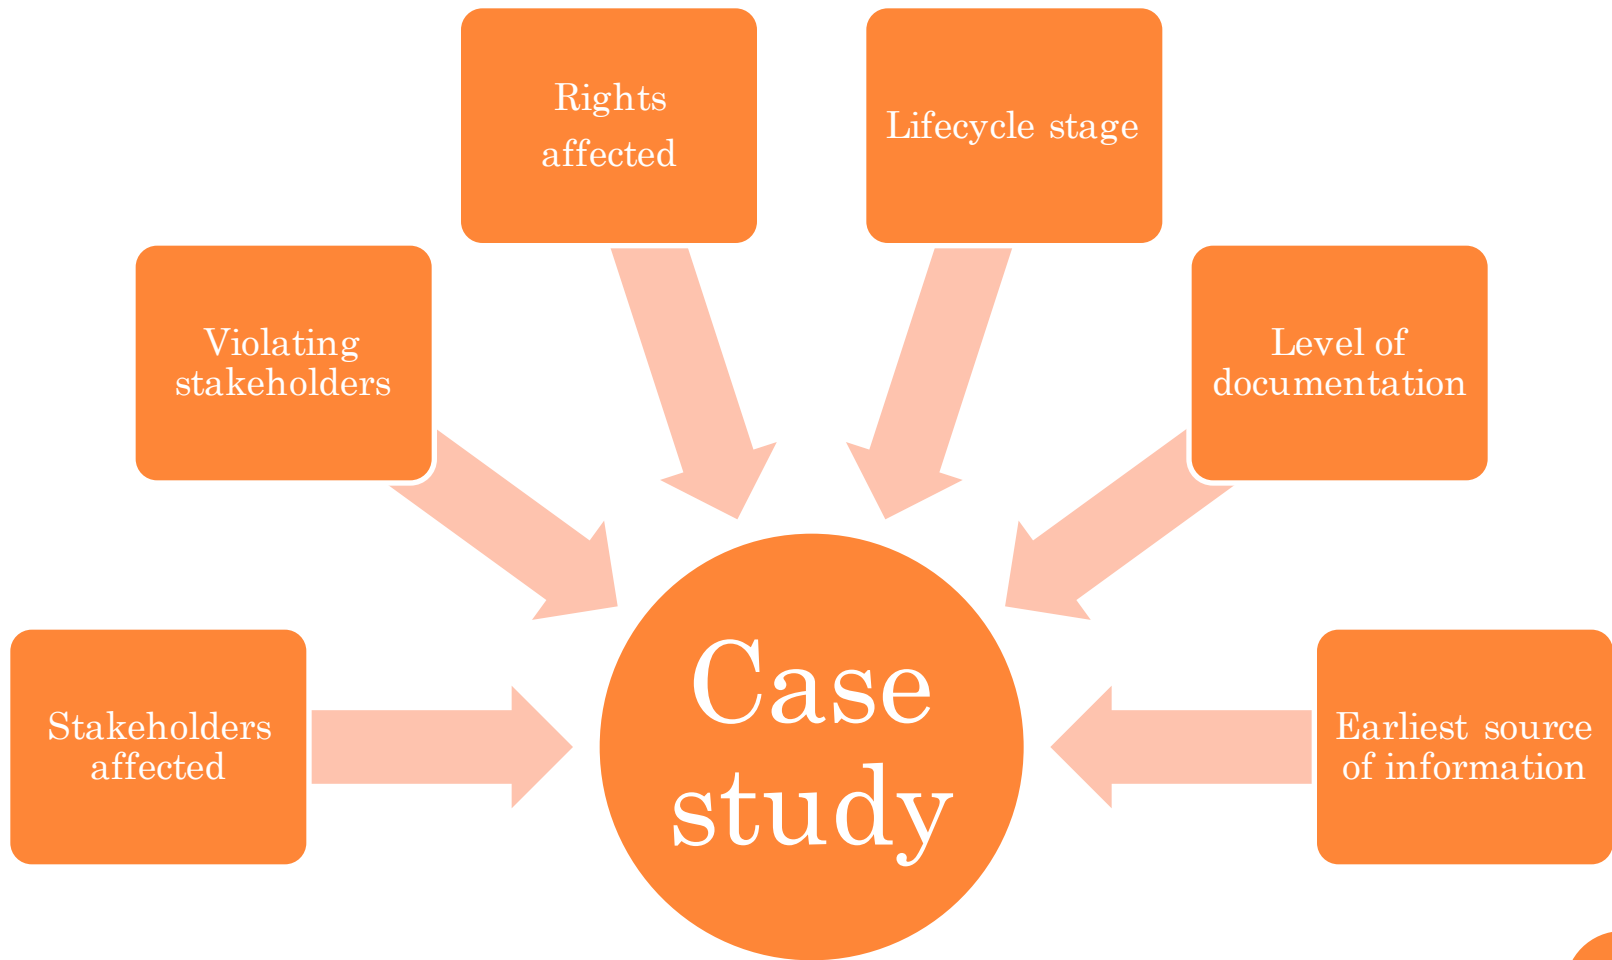 Rights
affected
Lifecycle stage
Violating
stakeholders
Level of
documentation
Stakeholders
affected
Case
study
Earliest source
of information